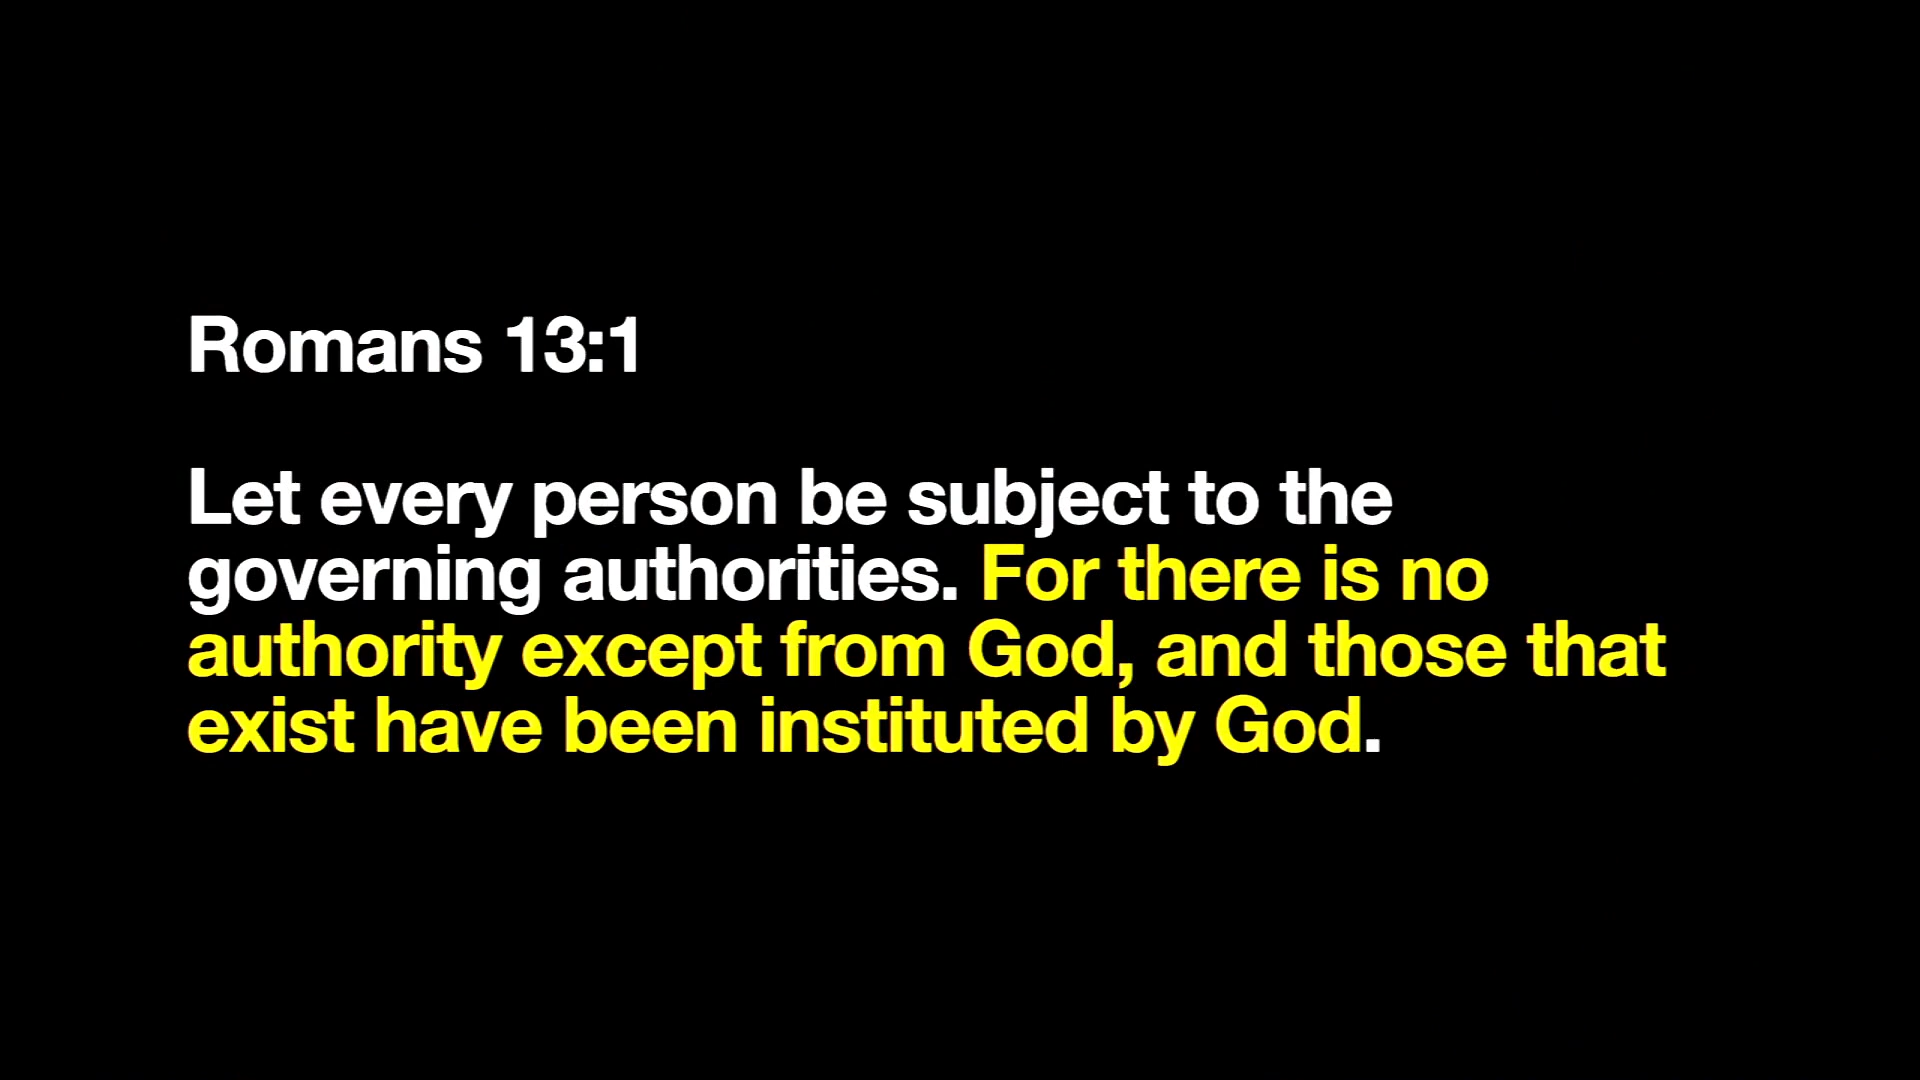 Romans 13:1
Let every person be subject to the
governing authorities. For there is no
authority except from God, and those that
exist have been instituted by God.